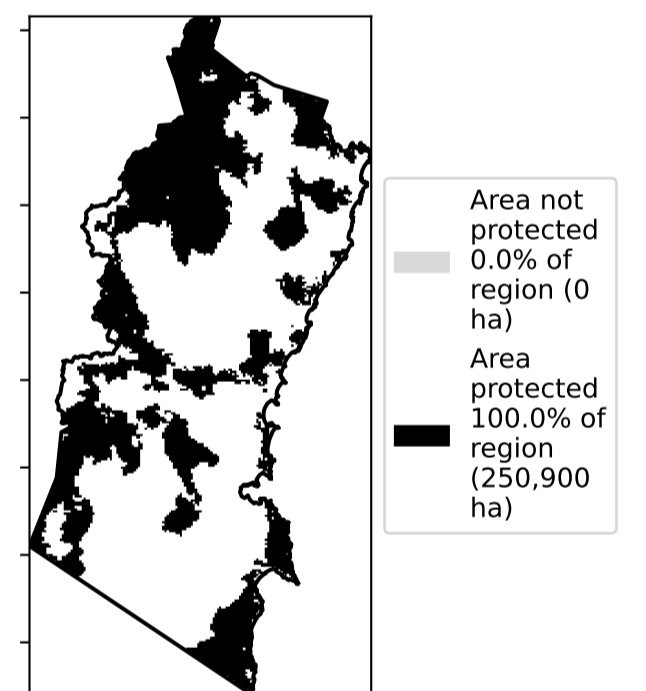 Area not
protected
0.0% of
region (0
ha)
Area
protected
100.0% of
region
(250,900
ha)